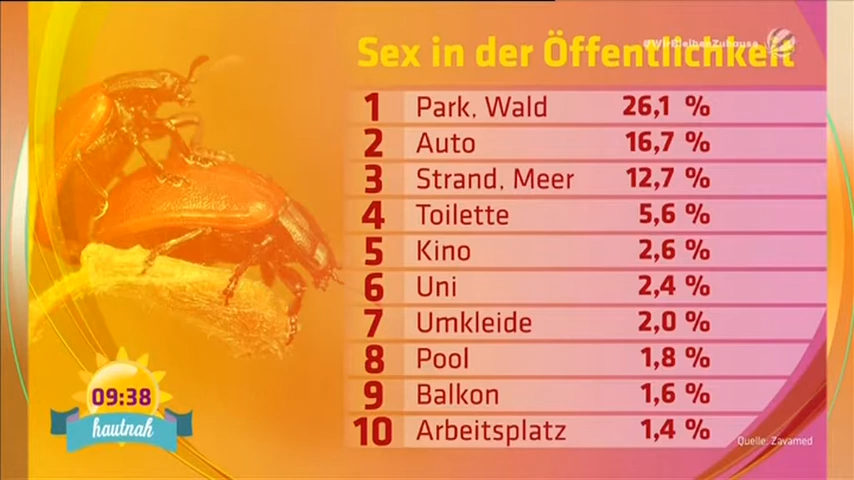 #WirBleibenZuhause
Sex in der Öffentlichkeit
1 Park, Wald 26,1 %
2 Auto 16,7 %
3 Strand, Meer 12,7 %
4 Toilette 5,6 %
5 Kino 2,6 %
6 Uni 2,4 %
7 Umkleide 2,0 %
8 Pool 1,8 %
9 Balkon 1,6 %
10 Arbeitsplatz 1,4 %
Quelle: Zavamed
09:38
hautnah